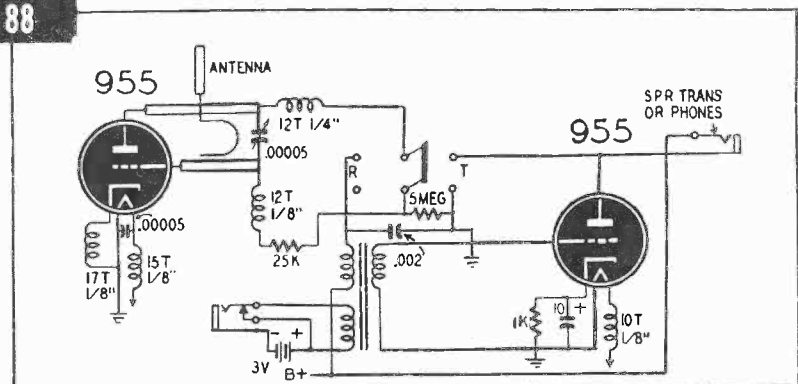 88
955
ANTENNA
12T 1/4"
.00005
SPR TRANS
OR PHONES
955
R
T
5MEG
12T
1/8"
.00005
25K
.002
17T
1/8"
15T
1/8"
10
+
1K
10T
1/8"
- +
3V
B+